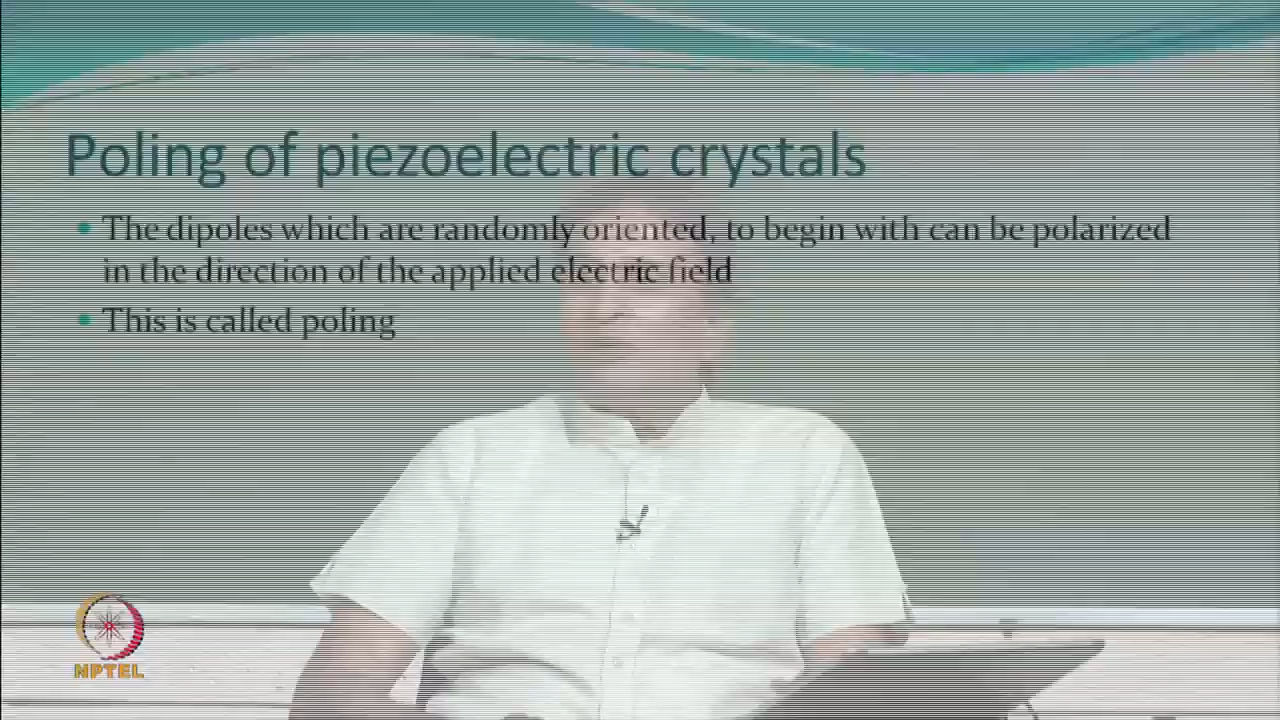 Poling of piezoelectric crystals
• The dipoles which are randomly oriented, to begin with can be polarized
in the direction of the applied electric field
• This is called poling
NPTEL